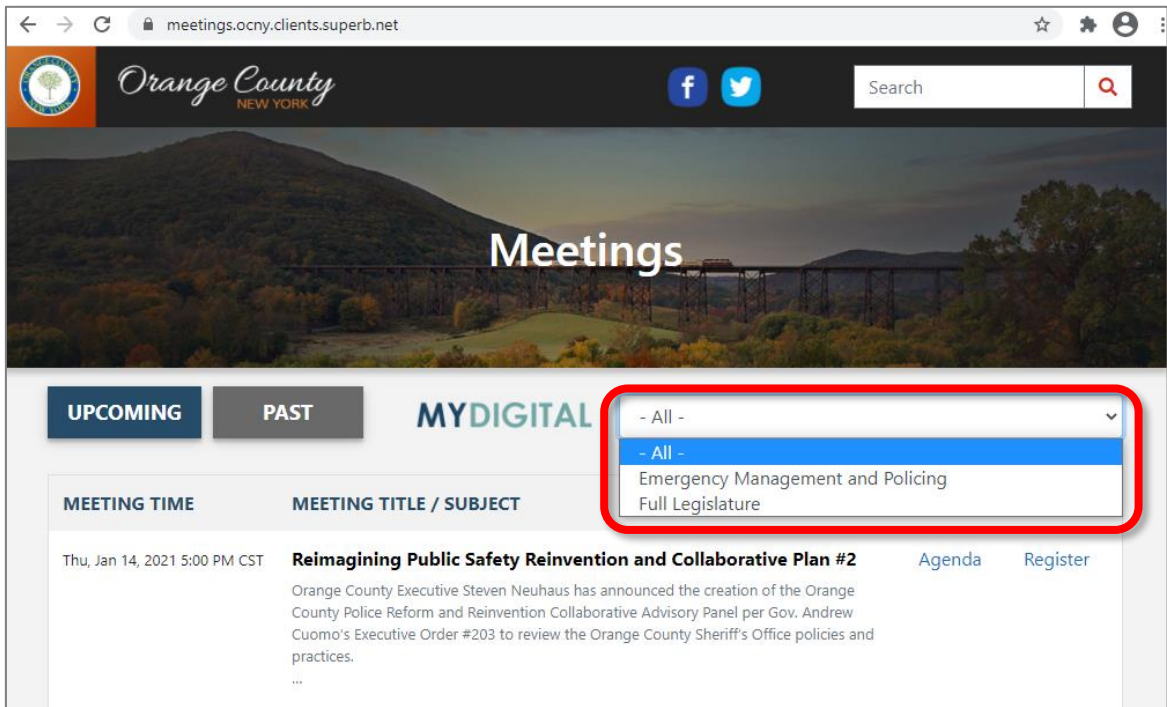 meetings.ocny.clients.superb.net
Orange County
NEW YORK
Search
Meetings
UPCOMING
PAST
MYDIGITAL
- All -
- All -
Emergency Management and Policing
Full Legislature
MEETING TIME
MEETING TITLE / SUBJECT
Thu, Jan 14, 2021 5:00 PM CST
Reimagining Public Safety Reinvention and Collaborative Plan #2
Agenda
Register
Orange County Executive Steven Neuhaus has announced the creation of the Orange
County Police Reform and Reinvention Collaborative Advisory Panel per Gov. Andrew
Cuomo's Executive Order #203 to review the Orange County Sheriff's Office policies and
practices.
...